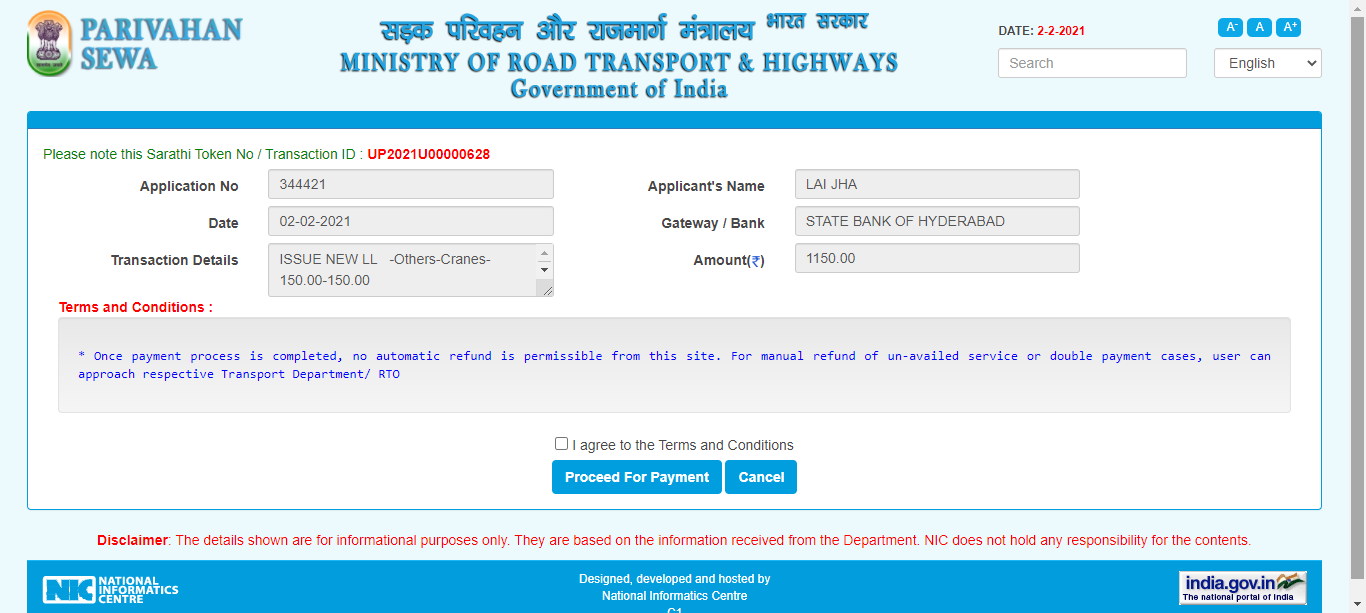 PARIVAHAN
SEWA
सड़क परिवहन और राजमार्ग मंत्रालय भारत सरकार
MINISTRY OF ROAD TRANSPORT & HIGHWAYS
Government of India
DATE: 2-2-2021
A- A A+
Search
English
Please note this Sarathi Token No / Transaction ID : UP2021U00000628
Application No 344421 Applicant's Name LAI JHA
Date 02-02-2021 Gateway / Bank STATE BANK OF HYDERABAD
Transaction Details ISSUE NEW LL -Others-Cranes- Amount(₹) 1150.00
150.00-150.00
Terms and Conditions :
* Once payment process is completed, no automatic refund is permissible from this site. For manual refund of un-availed service or double payment cases, user can
approach respective Transport Department/ RTO
I agree to the Terms and Conditions
Proceed For Payment Cancel
Disclaimer: The details shown are for informational purposes only. They are based on the information received from the Department. NIC does not hold any responsibility for the contents.
NIC NATIONAL
INFORMATICS
CENTRE
Designed, developed and hosted by
National Informatics Centre
india.gov.in
The national portal of India